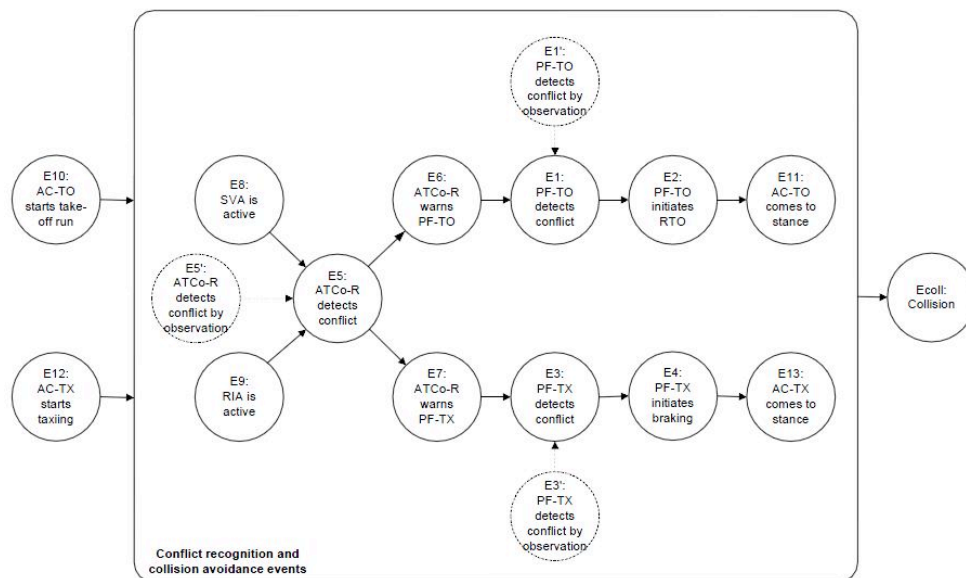 E1':
PF-TO
detects
conflict by
observation
E10:
AC-TO
starts take-
off run
E8:
SVA is
active
E6:
ATCo-R
warns
PF-TO
E1:
PF-TO
detects
conflict
E2:
PF-TO
initiates
RTO
E11:
AC-TO
comes to
stance
E5':
ATCo-R
detects
conflict by
observation
E5:
ATCo-R
detects
conflict
Ecoll:
Collision
E12:
AC-TX
starts
taxiing
E9:
RIA is
active
E7:
ATCo-R
warns
PF-TX
E3:
PF-TX
detects
conflict
E4:
PF-TX
initiates
braking
E13:
AC-TX
comes to
stance
E3':
PF-TX
detects
conflict by
observation
Conflict recognition and
collision avoidance events